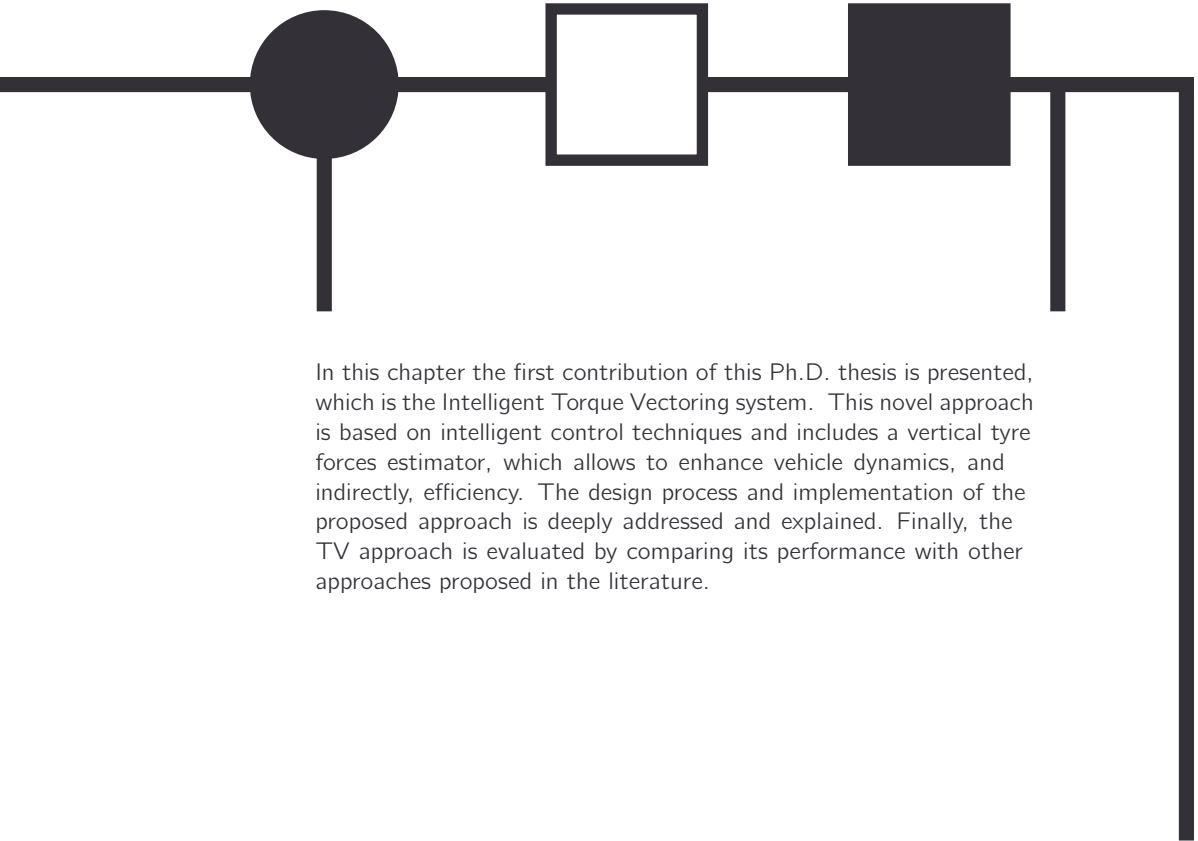 In this chapter the first contribution of this Ph.D. thesis is presented,
which is the Intelligent Torque Vectoring system. This novel approach
is based on intelligent control techniques and includes a vertical tyre
forces estimator, which allows to enhance vehicle dynamics, and
indirectly, efficiency. The design process and implementation of the
proposed approach is deeply addressed and explained. Finally, the
TV approach is evaluated by comparing its performance with other
approaches proposed in the literature.